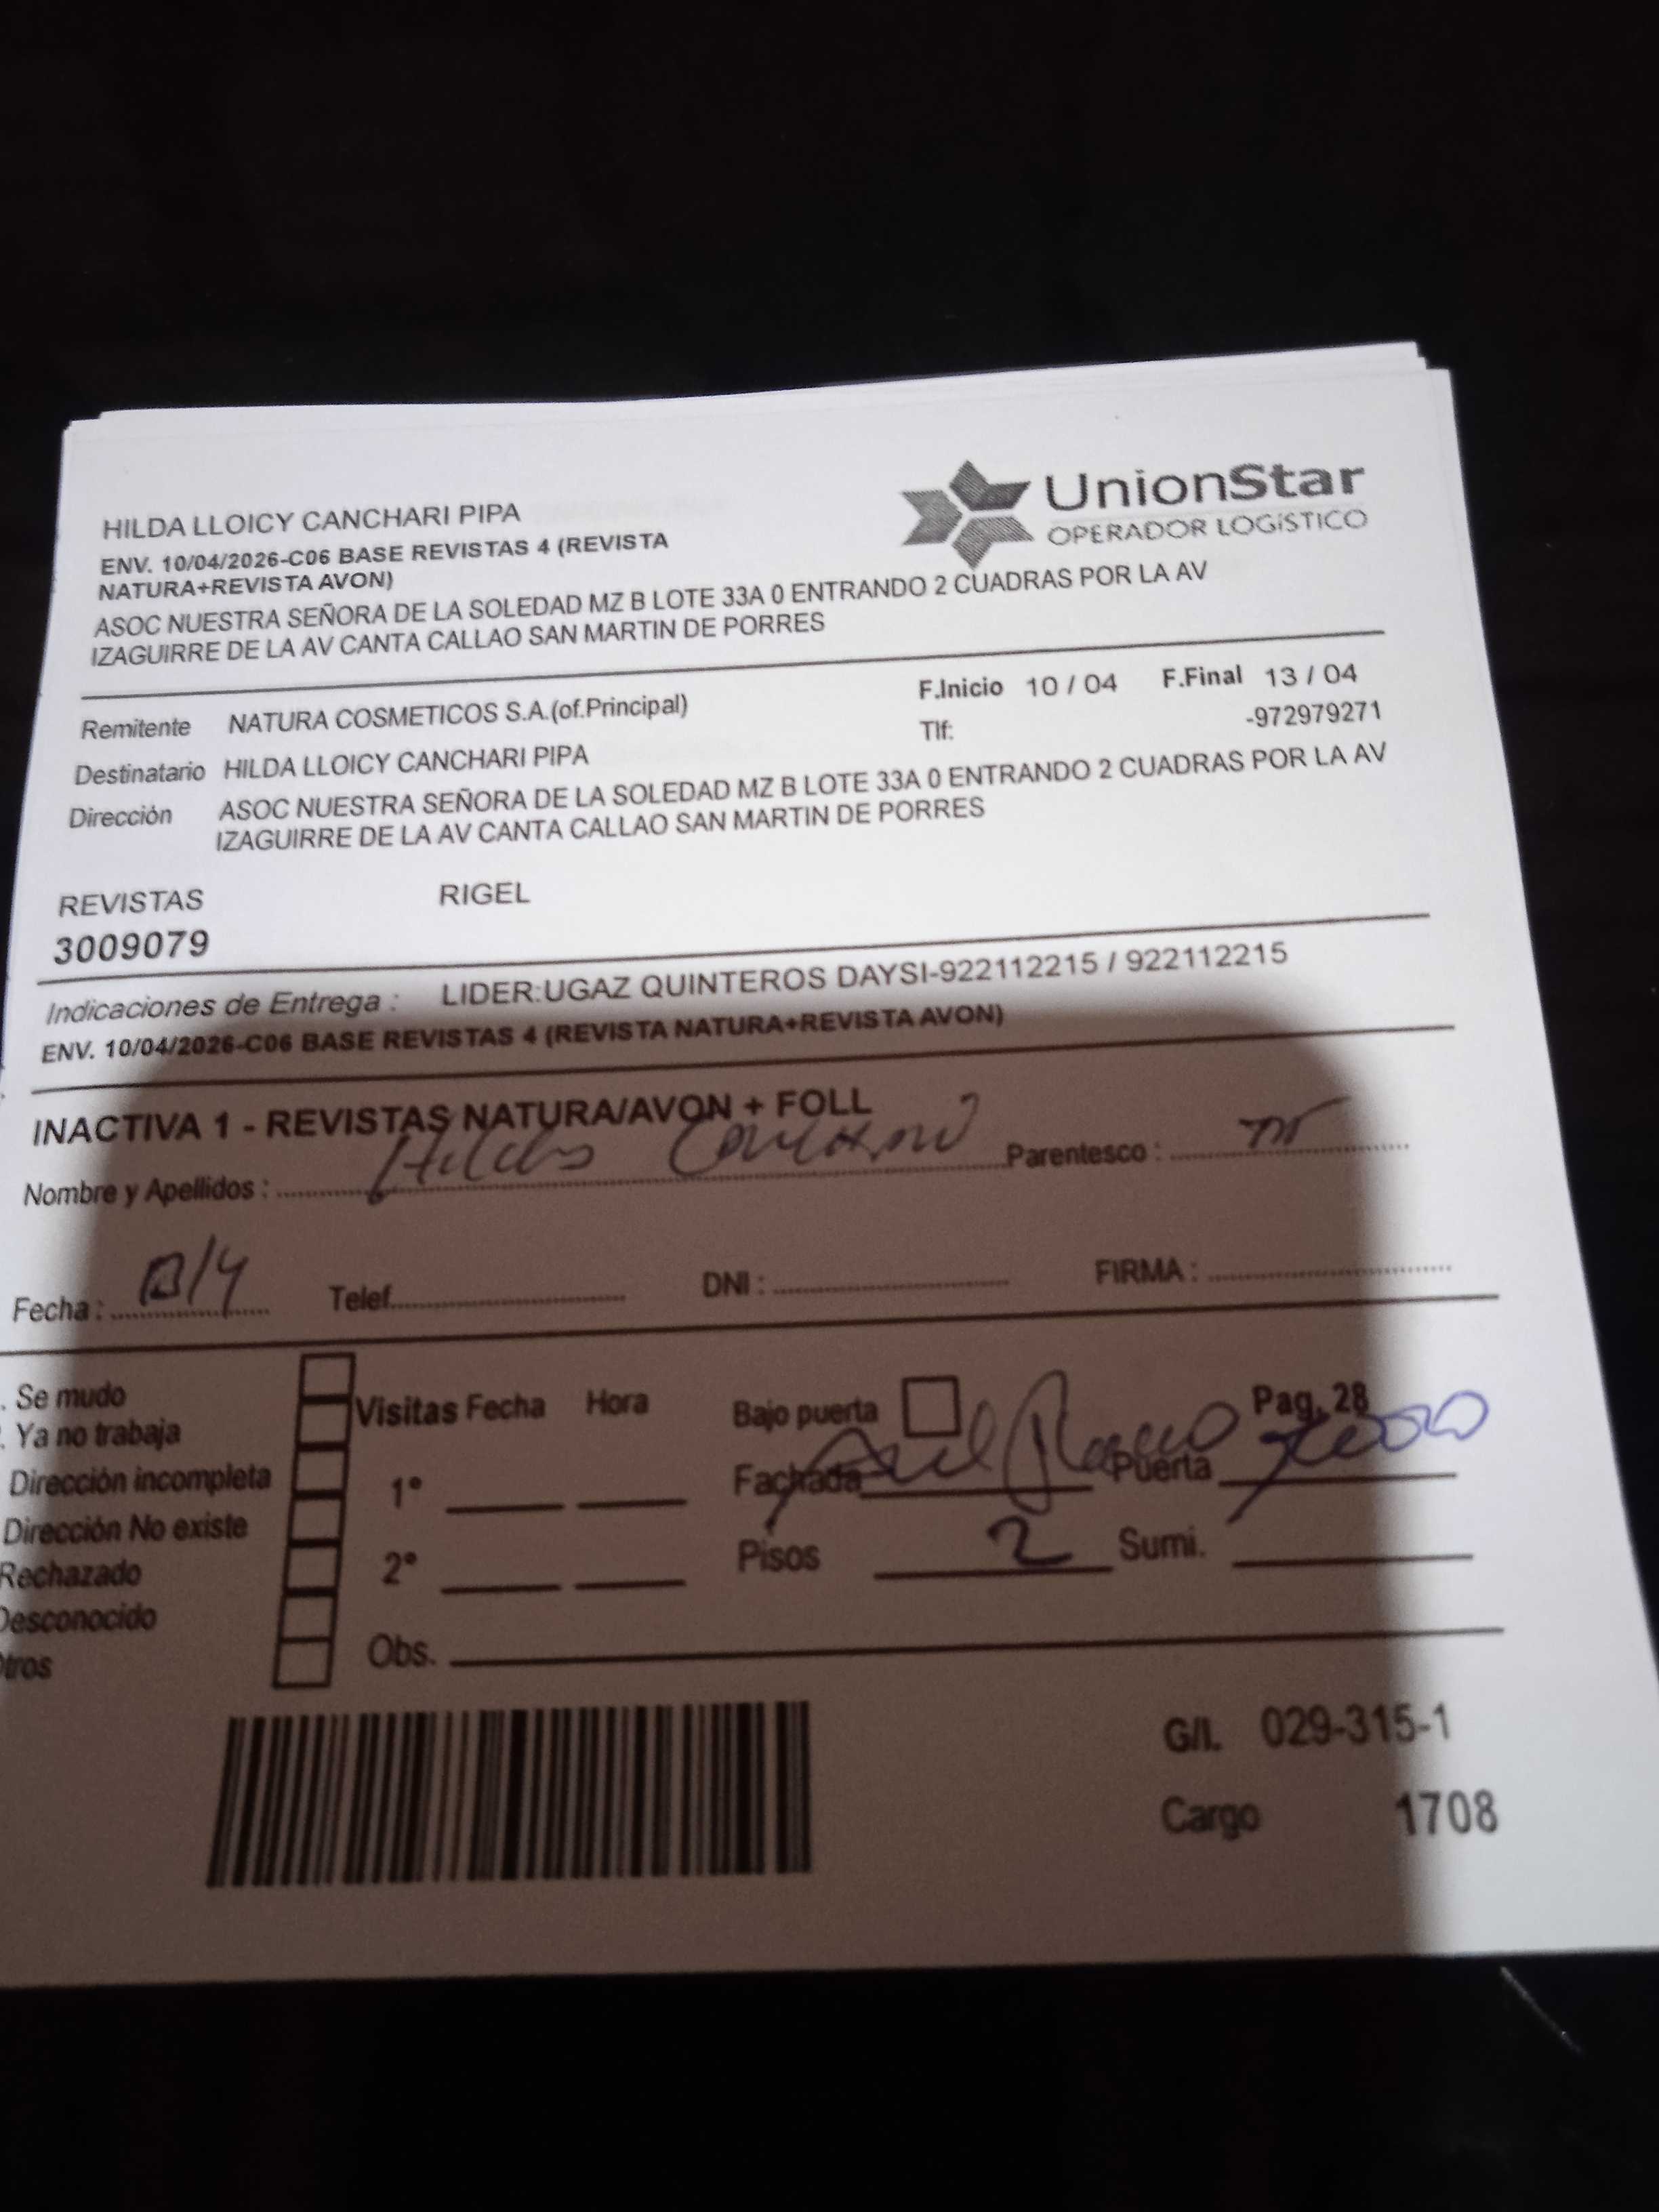 UnionStar
OPERADOR LOGÍSTICO
HILDA LLOICY CANCHARI PIPA
ENV. 10/04/2026-C06 BASE REVISTAS 4 (REVISTA
NATURA+REVISTA AVON)
ASOC NUESTRA SEÑORA DE LA SOLEDAD MZ B LOTE 33A 0 ENTRANDO 2 CUADRAS POR LA AV
IZAGUIRRE DE LA AV CANTA CALLAO SAN MARTIN DE PORRES
Remitente NATURA COSMETICOS S.A.(of.Principal) F.Inicio 10 / 04 F.Final 13 / 04
Tlf: -972979271
Destinatario HILDA LLOICY CANCHARI PIPA
Dirección ASOC NUESTRA SEÑORA DE LA SOLEDAD MZ B LOTE 33A 0 ENTRANDO 2 CUADRAS POR LA AV
IZAGUIRRE DE LA AV CANTA CALLAO SAN MARTIN DE PORRES
REVISTAS RIGEL
3009079
Indicaciones de Entrega : LIDER:UGAZ QUINTEROS DAYSI-922112215 / 922112215
ENV. 10/04/2026-C06 BASE REVISTAS 4 (REVISTA NATURA+REVISTA AVON)
INACTIVA 1 - REVISTAS NATURA/AVON + FOLL
Nombre y Apellidos : Hilda Parentesco :
Fecha : /4 Telef. DNI : FIRMA :
. Se mudo
. Ya no trabaja
Dirección incompleta
Dirección No existe
Rechazado
Desconocido
Otros
Visitas Fecha Hora
1°
2°
Obs.
Bajo puerta Pag. 28
Fachada Puerta
Pisos 2 Sumi.
G/I. 029-315-1
Cargo 1708